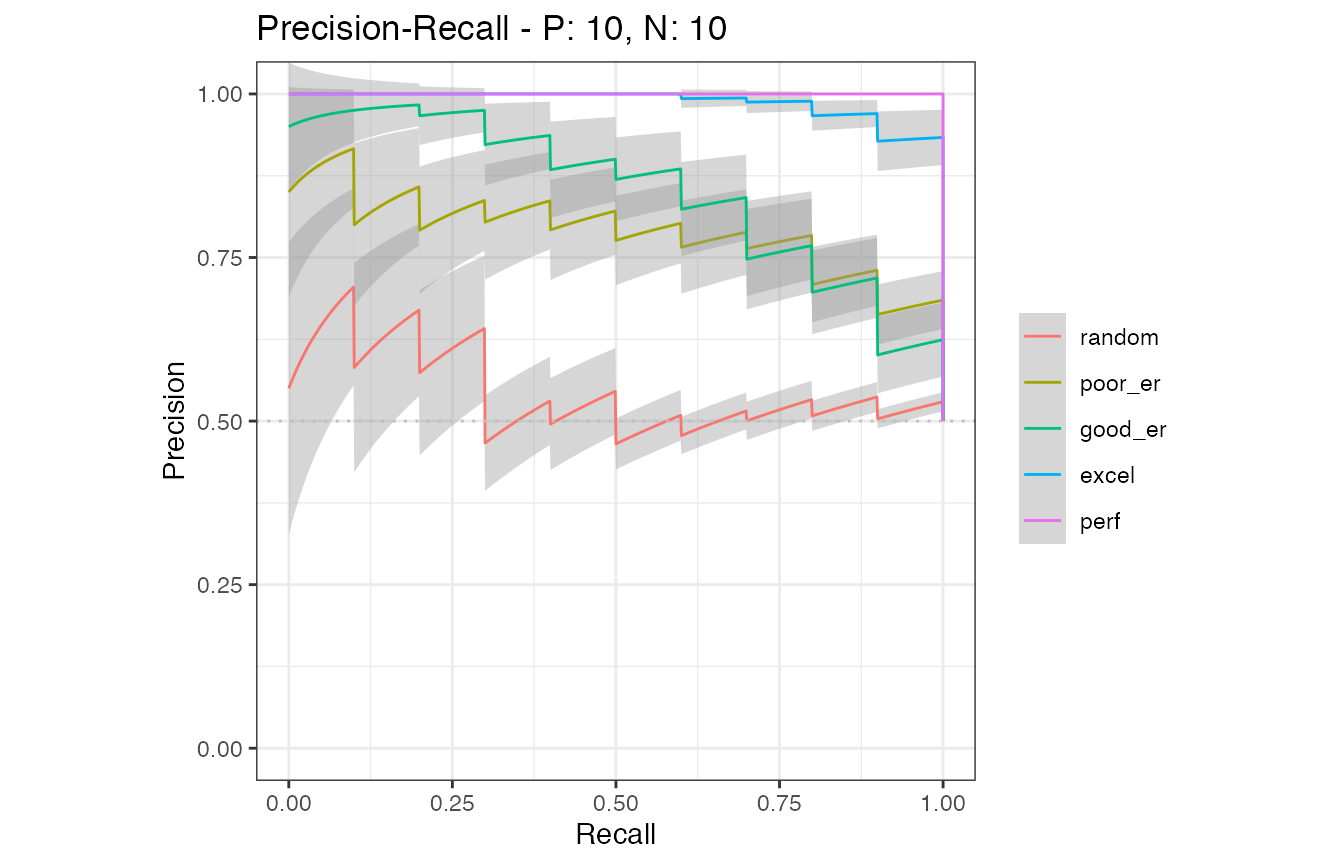 Precision-Recall - P: 10, N: 10
Precision
1.00
0.75
0.50
0.25
0.00
0.00 0.25 0.50 0.75 1.00
Recall
random
poor_er
good_er
excel
perf